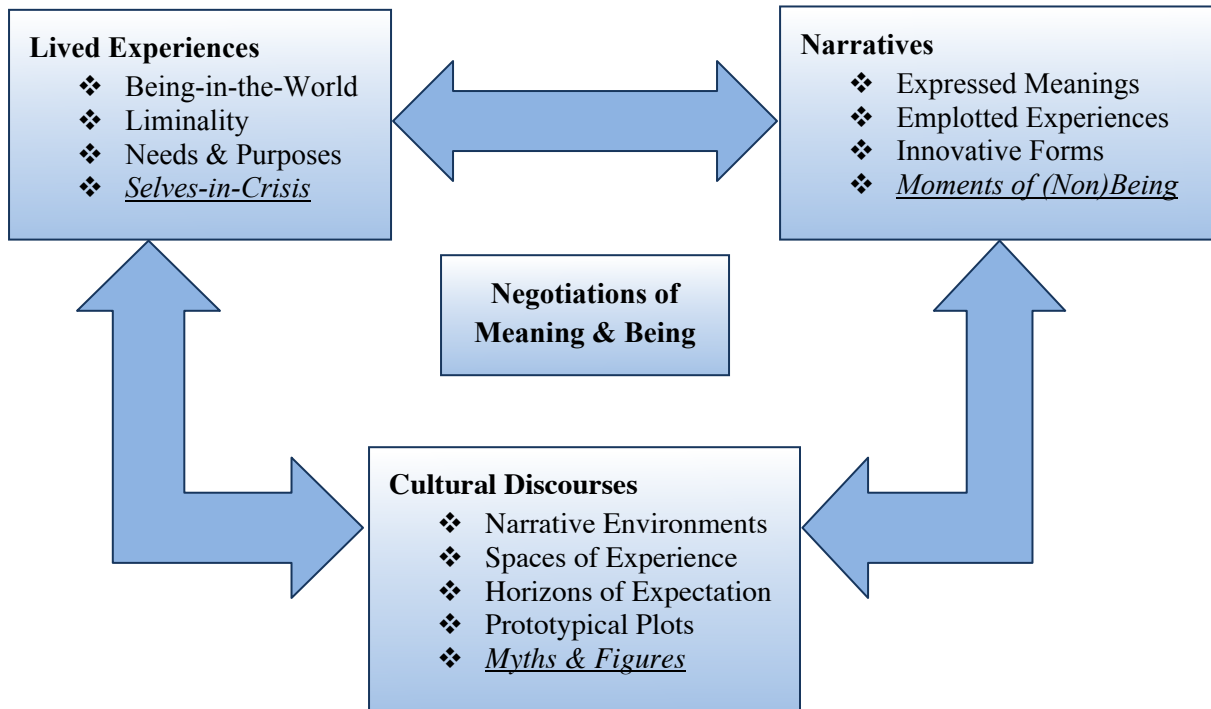 Lived Experiences
❖ Being-in-the-World
❖ Liminality
❖ Needs & Purposes
❖ Selves-in-Crisis
Narratives
❖ Expressed Meanings
❖ Emplotted Experiences
❖ Innovative Forms
❖ Moments of (Non)Being
Negotiations of
Meaning & Being
Cultural Discourses
❖ Narrative Environments
❖ Spaces of Experience
❖ Horizons of Expectation
❖ Prototypical Plots
❖ Myths & Figures